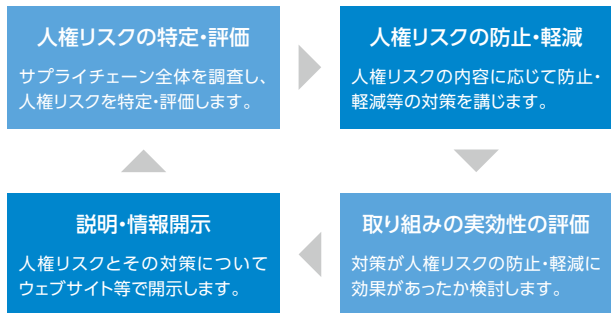 人権リスクの特定・評価
サプライチェーン全体を調査し、
人権リスクを特定・評価します。
人権リスクの防止・軽減
人権リスクの内容に応じて防止・
軽減等の対策を講じます。
取り組みの実効性の評価
対策が人権リスクの防止・軽減に
効果があったか検討します。
説明・情報開示
人権リスクとその対策について
ウェブサイト等で開示します。